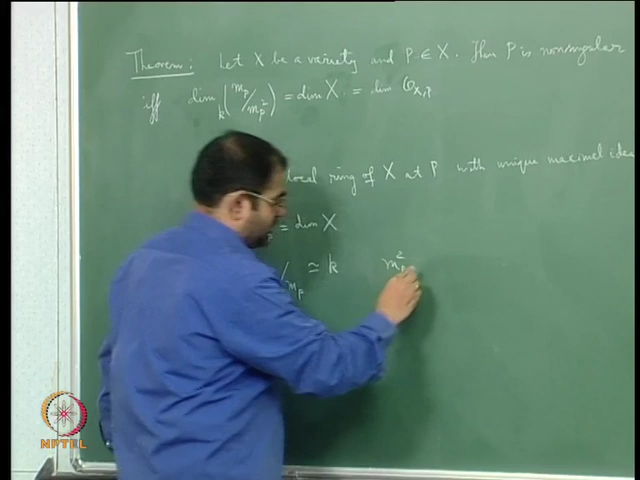 Theorem: Let X be a variety and P ∈ X. Then P is nonsingular
iff dim_k (m_P/m_P^2) = dim X = dim O_{X,P}
local ring of X at P with unique maximal idea
= dim X
/m_P ≃ k m_P^2
NPTEL